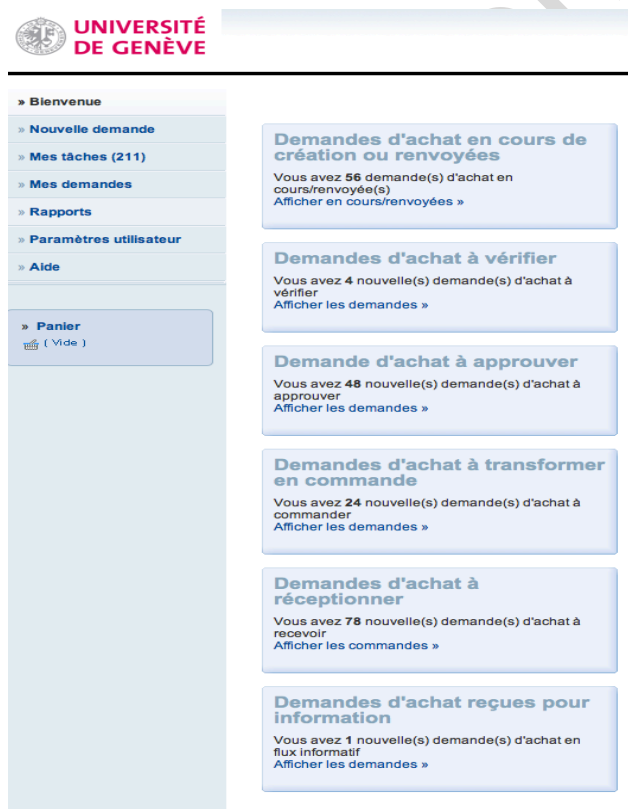 UNIVERSITÉ
DE GENÈVE
» Bienvenue
» Nouvelle demande
» Mes tâches (211)
» Mes demandes
» Rapports
» Paramètres utilisateur
» Aide
» Panier
( Vide )
Demandes d'achat en cours de
création ou renvoyées
Vous avez 56 demande(s) d'achat en
cours/renvoyée(s)
Afficher en cours/renvoyées »
Demandes d'achat à vérifier
Vous avez 4 nouvelle(s) demande(s) d'achat à
vérifier
Afficher les demandes »
Demande d'achat à approuver
Vous avez 48 nouvelle(s) demande(s) d'achat à
approuver
Afficher les demandes »
Demandes d'achat à transformer
en commande
Vous avez 24 nouvelle(s) demande(s) d'achat à
commander
Afficher les demandes »
Demandes d'achat à
réceptionner
Vous avez 78 nouvelle(s) demande(s) d'achat à
recevoir
Afficher les commandes »
Demandes d'achat reçues pour
information
Vous avez 1 nouvelle(s) demande(s) d'achat en
flux informatif
Afficher les demandes »